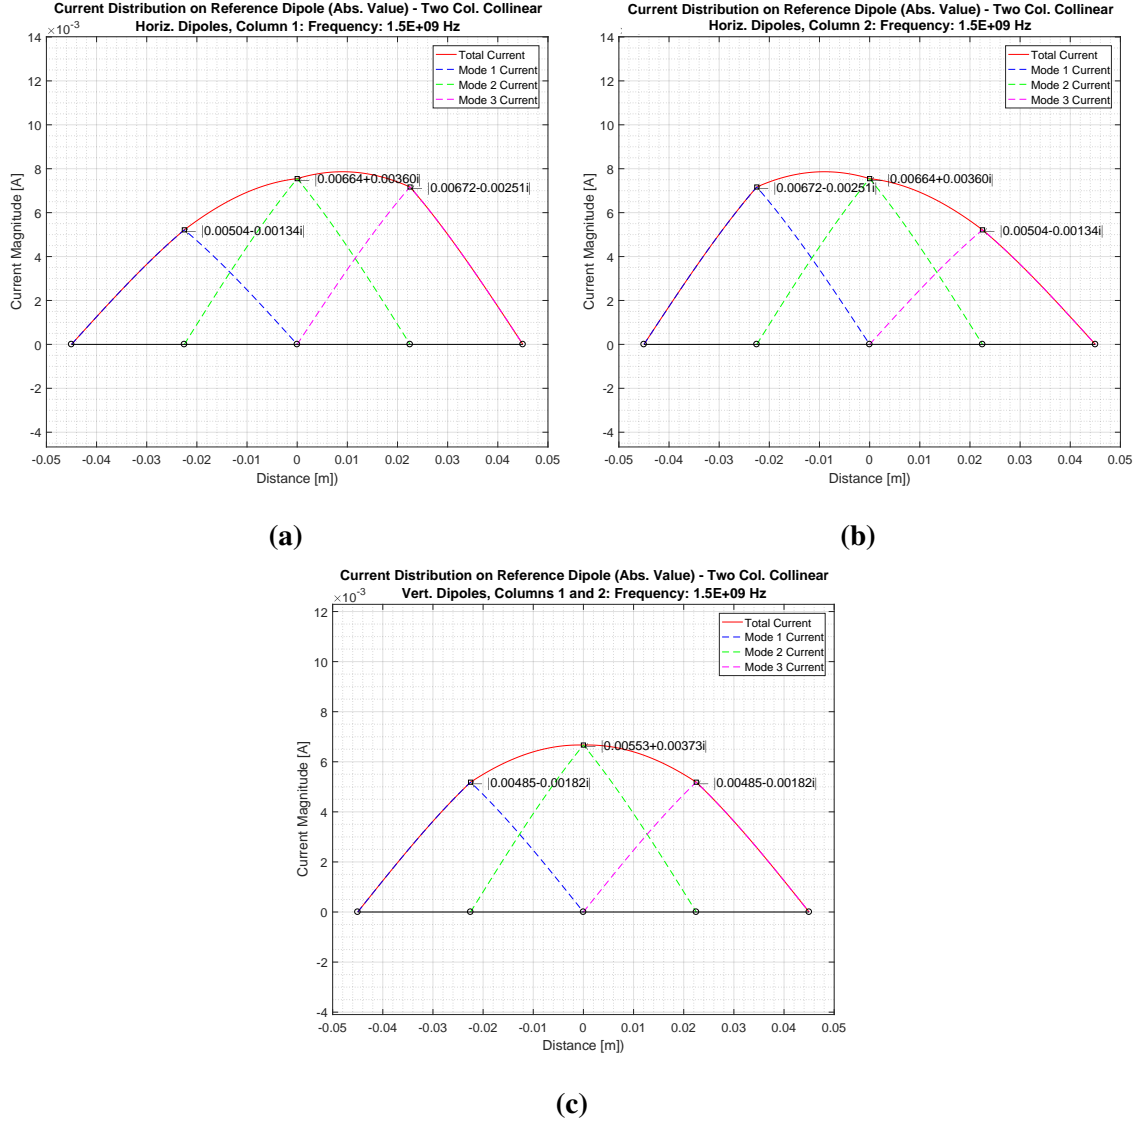 Current Distribution on Reference Dipole (Abs. Value) - Two Col. Collinear
Horiz. Dipoles, Column 1: Frequency: 1.5E+09 Hz
×10⁻³
14
12
10
8
6
4
2
0
-2
-4
Current Magnitude [A]
Total Current
Mode 1 Current
Mode 2 Current
Mode 3 Current
|0.00664+0.00360i|
|0.00672-0.00251i|
|0.00504-0.00134i|
-0.05 -0.04 -0.03 -0.02 -0.01 0 0.01 0.02 0.03 0.04 0.05
Distance [m])
(a)
Current Distribution on Reference Dipole (Abs. Value) - Two Col. Collinear
Horiz. Dipoles, Column 2: Frequency: 1.5E+09 Hz
14
12
10
8
6
4
2
0
-2
-4
Current Magnitude [A]
Total Current
Mode 1 Current
Mode 2 Current
Mode 3 Current
|0.00664+0.00360i|
|0.00672-0.00251i|
|0.00504-0.00134i|
-0.05 -0.04 -0.03 -0.02 -0.01 0 0.01 0.02 0.03 0.04 0.05
Distance [m])
(b)
Current Distribution on Reference Dipole (Abs. Value) - Two Col. Collinear
Vert. Dipoles, Columns 1 and 2: Frequency: 1.5E+09 Hz
×10⁻³
12
10
8
6
4
2
0
-2
-4
Current Magnitude [A]
Total Current
Mode 1 Current
Mode 2 Current
Mode 3 Current
|0.00553+0.00373i|
|0.00485-0.00182i|
|0.00485-0.00182i|
-0.05 -0.04 -0.03 -0.02 -0.01 0 0.01 0.02 0.03 0.04 0.05
Distance [m])
(c)